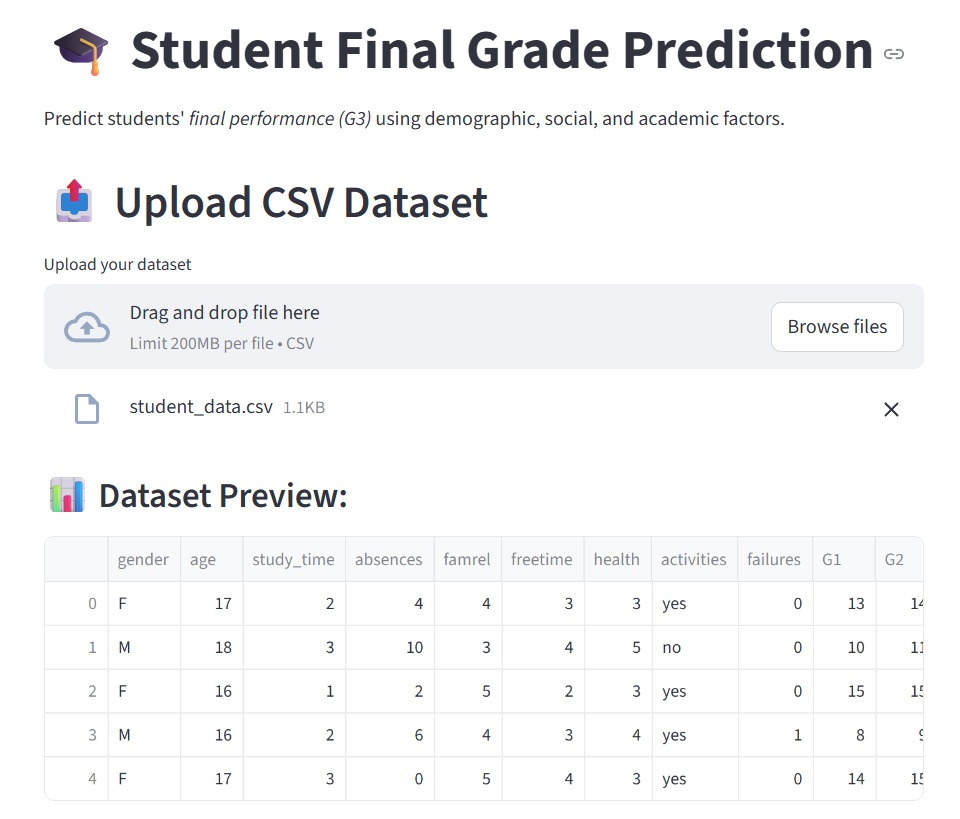 Student Final Grade Prediction
Predict students' final performance (G3) using demographic, social, and academic factors.
Upload CSV Dataset
Upload your dataset
Drag and drop file here
Limit 200MB per file • CSV
Browse files
student_data.csv 1.1KB
Dataset Preview:
gender age study_time absences famrel freetime health activities failures G1 G2
0 F 17 2 4 4 3 3 yes 0 13 14
1 M 18 3 10 3 4 5 no 0 10 11
2 F 16 1 2 5 2 3 yes 0 15
3 M 16 2 6 4 3 4 yes 1 8
4 F 17 3 0 5 4 3 yes 0 14